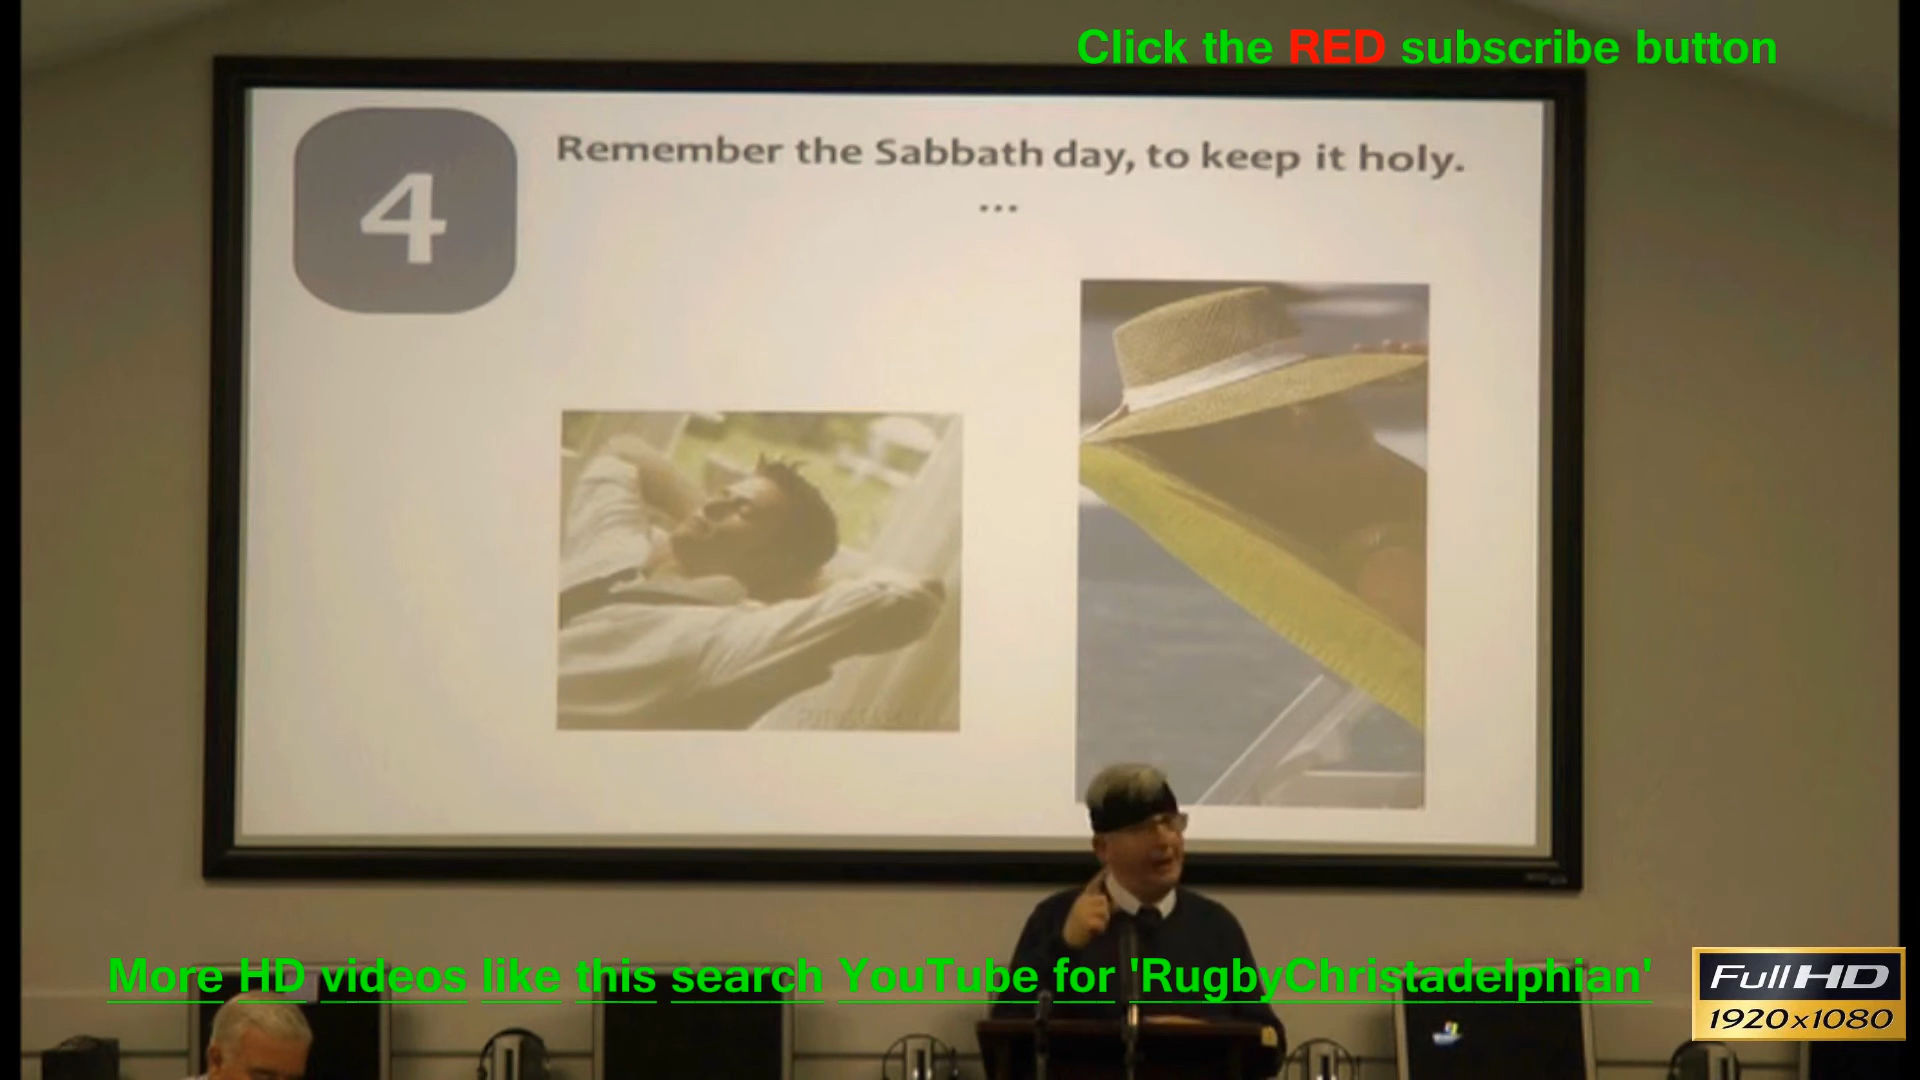 Click the RED subscribe button
4
Remember the Sabbath day, to keep it holy.
...
More HD videos like this search YouTube for 'RugbyChristadelphian'
Full HD
1920x1080